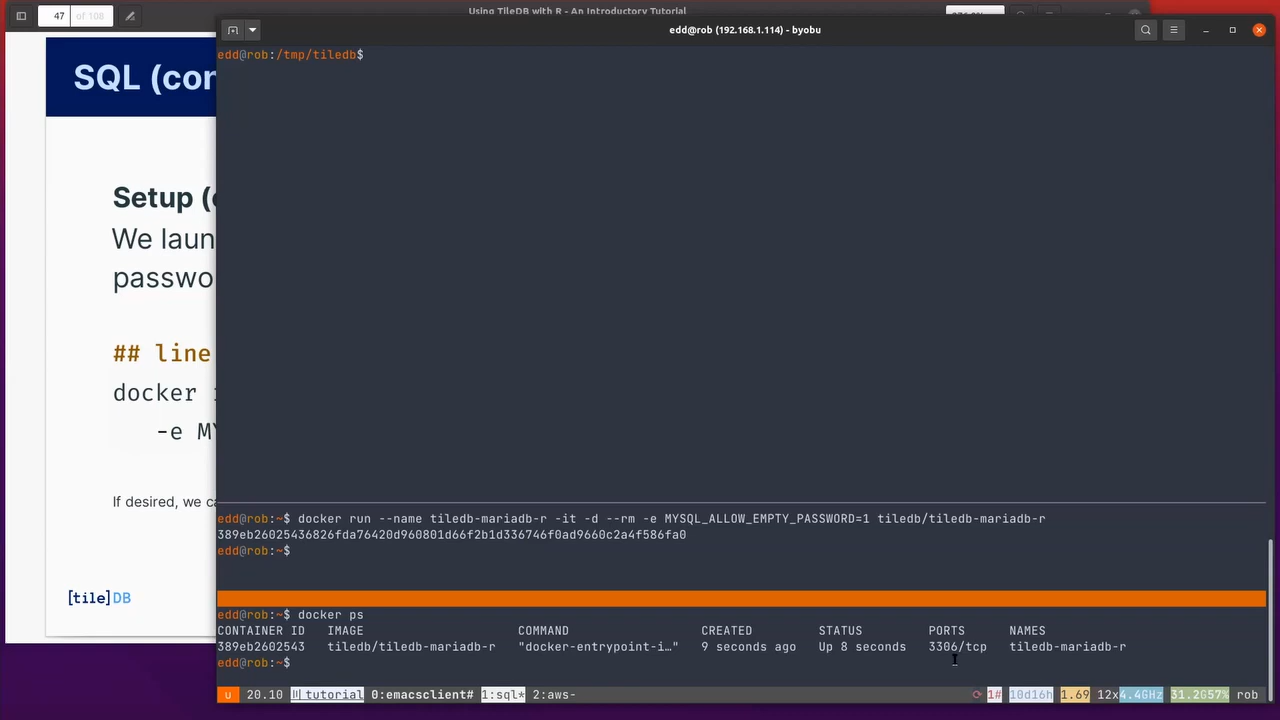 47 of 108
Using TileDB with R - An Introductory Tutorial
edd@rob (192.168.1.114) - byobu
SQL (con
Setup (
We laun
passwo
## line
docker
-e M
If desired, we ca
[tile]DB
edd@rob:/tmp/tiledb$
edd@rob:~$ docker run --name tiledb-mariadb-r -it -d --rm -e MYSQL_ALLOW_EMPTY_PASSWORD=1 tiledb/tiledb-mariadb-r
389eb26025436826fda76420d960801d66f2b1d336746f0ad9660c2a4f586fa0
edd@rob:~$
edd@rob:~$ docker ps
CONTAINER ID IMAGE COMMAND CREATED STATUS PORTS NAMES
389eb2602543 tiledb/tiledb-mariadb-r "docker-entrypoint-i…" 9 seconds ago Up 8 seconds 3306/tcp tiledb-mariadb-r
edd@rob:~$
u 20.10 tutorial 0:emacsclient# 1:sql* 2:aws- 1# 10d16h 1.69 12x4.4GHz 31.2G57% rob